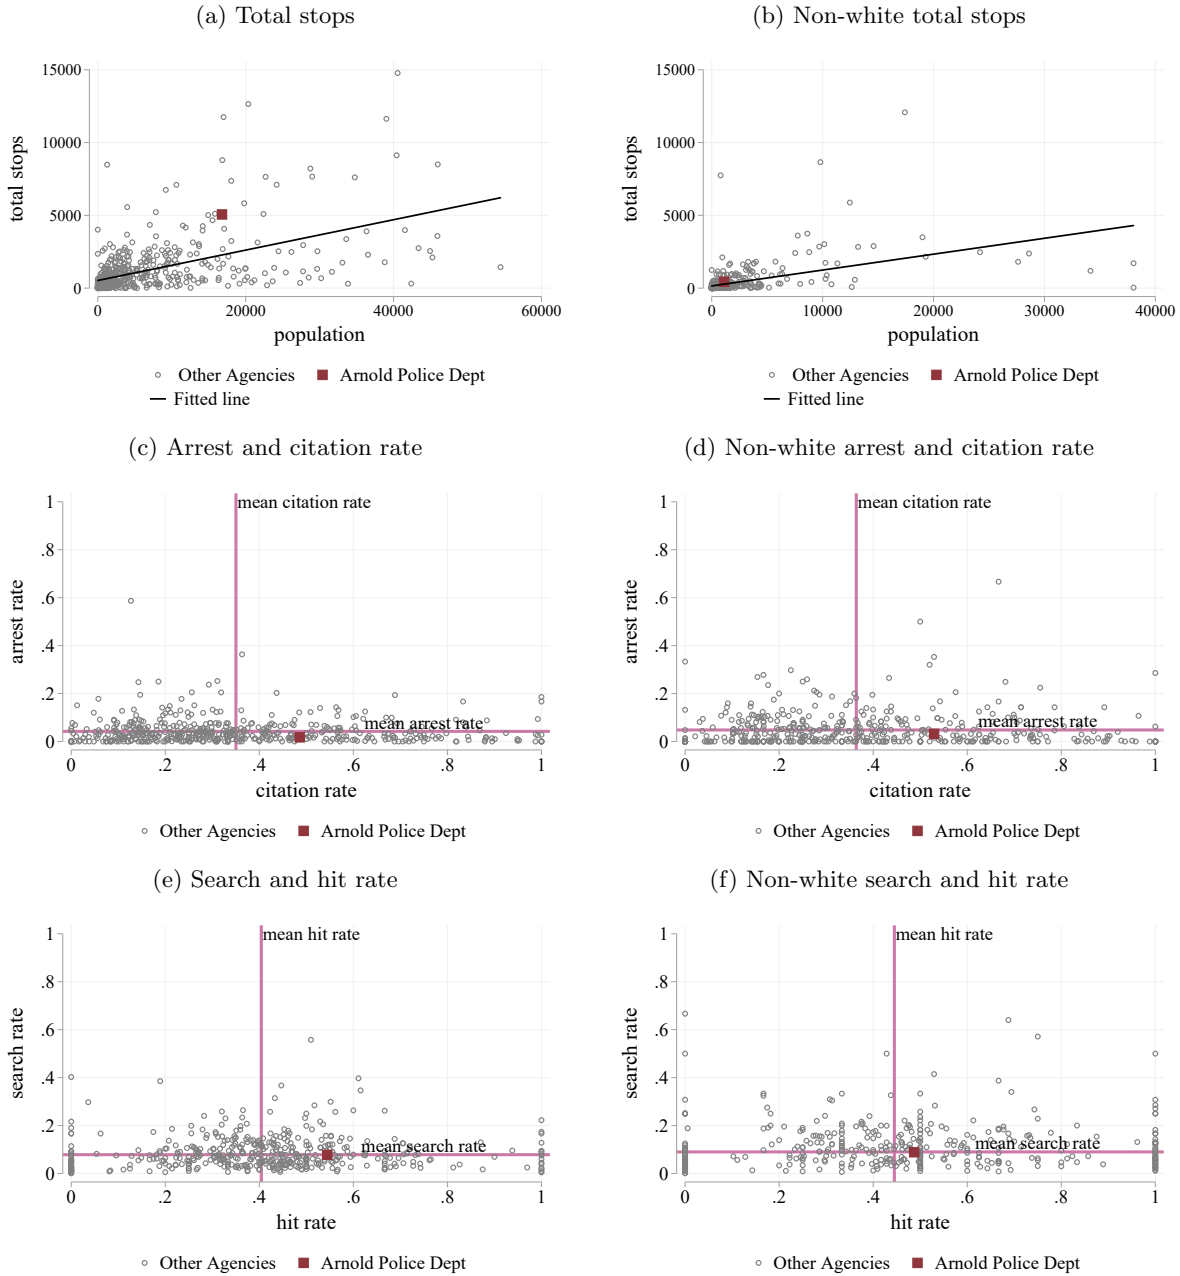 (a) Total stops
(b) Non-white total stops
15000
10000
5000
0
total stops
0 20000 40000 60000
population
Other Agencies Arnold Police Dept
Fitted line
15000
10000
5000
0
total stops
0 10000 20000 30000 40000
population
Other Agencies Arnold Police Dept
Fitted line
(c) Arrest and citation rate
(d) Non-white arrest and citation rate
1
.8
.6
.4
.2
0
arrest rate
mean citation rate
mean arrest rate
0 .2 .4 .6 .8 1
citation rate
Other Agencies Arnold Police Dept
1
.8
.6
.4
.2
0
arrest rate
mean citation rate
mean arrest rate
0 .2 .4 .6 .8 1
citation rate
Other Agencies Arnold Police Dept
(e) Search and hit rate
(f) Non-white search and hit rate
1
.8
.6
.4
.2
0
search rate
mean hit rate
mean search rate
0 .2 .4 .6 .8 1
hit rate
Other Agencies Arnold Police Dept
1
.8
.6
.4
.2
0
search rate
mean hit rate
mean search rate
0 .2 .4 .6 .8 1
hit rate
Other Agencies Arnold Police Dept